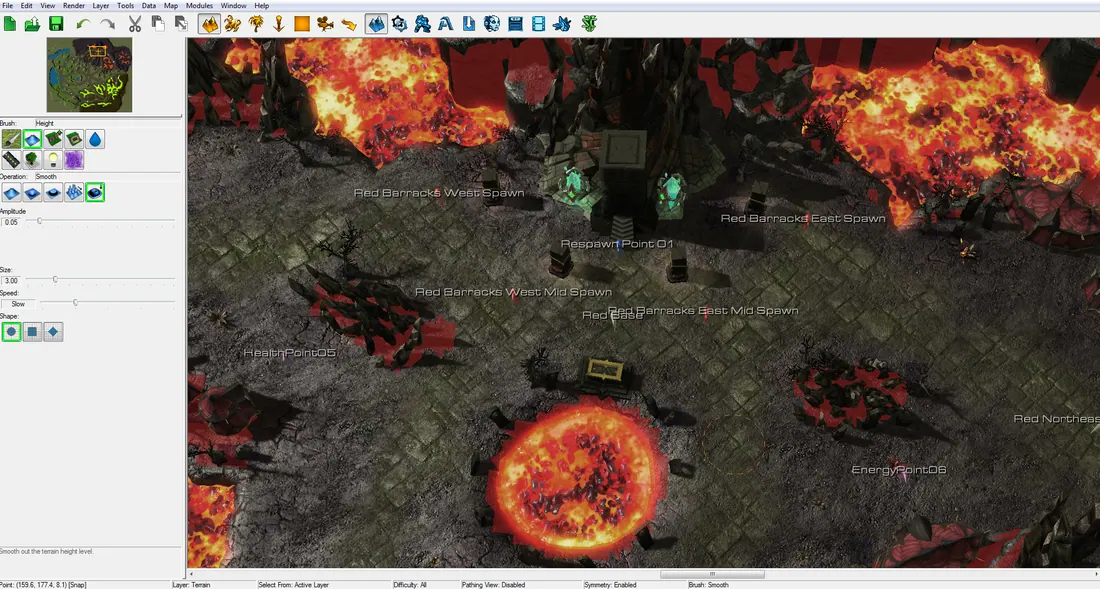 File Edit View Render Layer Tools Data Map Modules Window Help
Brush: Height
Operation: Smooth
Amplitude
0.05
Size:
3.00
Speed:
Slow
Shape:
Red Barracks West Spawn
Red Barracks East Spawn
Respawn Point 01
Red Barracks West Mid Spawn
Red Barracks East Mid Spawn
Red Base
HealthPoint05
Red Northeas
EnergyPoint06
Smooth out the terrain height level.
Point: (159.6, 177.4, 8.1) [Snap] Layer: Terrain Select From: Active Layer Difficulty: All Pathing View: Disabled Symmetry: Enabled Brush: Smooth